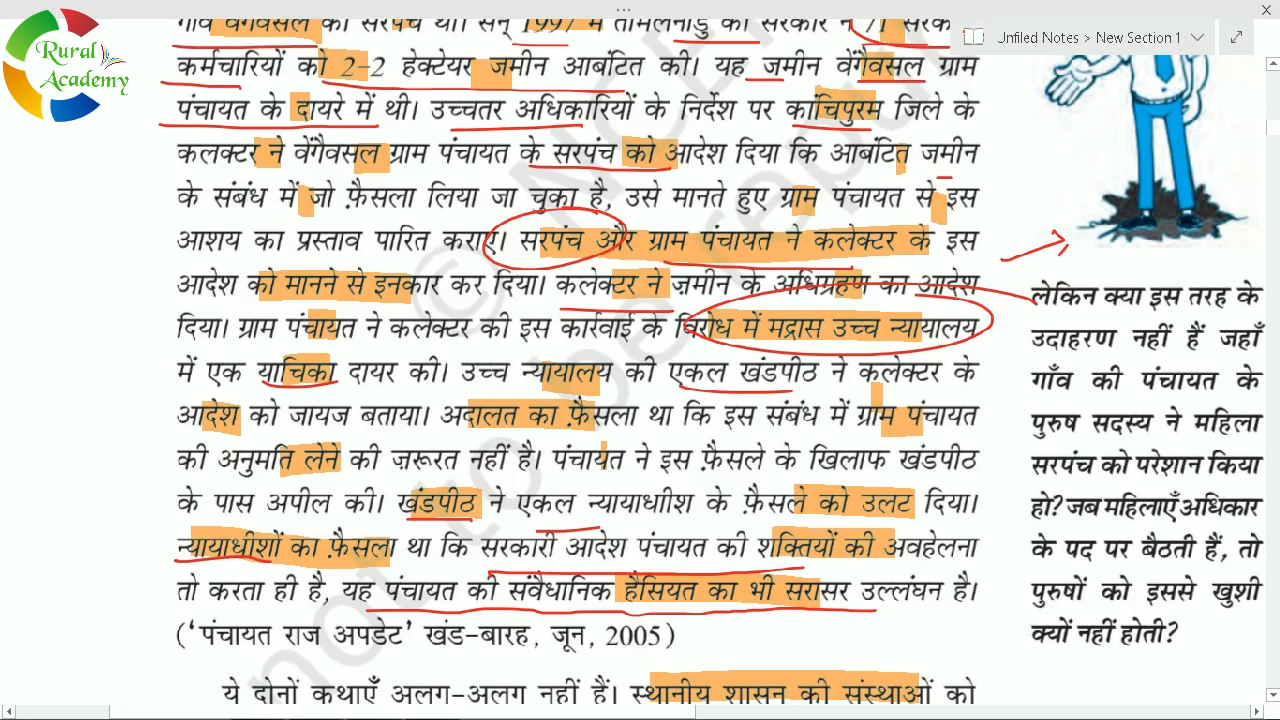 Rural
Academy
Unfiled Notes > New Section 1
गाँव वेंगैवसल की सरपंच थी। सन् 1997 में तमिलनाडु की सरकार ने 71
कर्मचारियों को 2-2 हेक्टेयर जमीन आबंटित की। यह जमीन वेंगैवसल ग्राम
पंचायत के दायरे में थी। उच्चतर अधिकारियों के निर्देश पर कांचिपुरम जिले के
कलक्टर ने वेंगैवसल ग्राम पंचायत के सरपंच को आदेश दिया कि आबंटित जमीन
के संबंध में जो फ़ैसला लिया जा चुका है, उसे मानते हुए ग्राम पंचायत से इस
आशय का प्रस्ताव पारित कराए। सरपंच और ग्राम पंचायत ने कलेक्टर के इस
आदेश को मानने से इनकार कर दिया। कलेक्टर ने जमीन के अधिग्रहण का आदेश
दिया। ग्राम पंचायत ने कलेक्टर की इस कार्रवाई के विरोध में मद्रास उच्च न्यायालय
में एक याचिका दायर की। उच्च न्यायालय की एकल खंडपीठ ने कलेक्टर के
आदेश को जायज बताया। अदालत का फ़ैसला था कि इस संबंध में ग्राम पंचायत
की अनुमति लेने की ज़रूरत नहीं है। पंचायत ने इस फ़ैसले के खिलाफ खंडपीठ
के पास अपील की। खंडपीठ ने एकल न्यायाधाीश के फ़ैसले को उलट दिया।
न्यायाधीशों का फ़ैसला था कि सरकारी आदेश पंचायत की शक्तियों की अवहेलना
तो करता ही है, यह पंचायत की संवैधानिक हैसियत का भी सरासर उल्लंघन है।
('पंचायत राज अपडेट' खंड-बारह, जून, 2005)
ये दोनों कथाएँ अलग-अलग नहीं हैं। स्थानीय शासन की संस्थाओं को
लेकिन क्या इस तरह के
उदाहरण नहीं हैं जहाँ
गाँव की पंचायत के
पुरुष सदस्य ने महिला
सरपंच को परेशान किया
हो? जब महिलाएँ अधिकार
के पद पर बैठती हैं, तो
पुरुषों को इससे खुशी
क्यों नहीं होती?